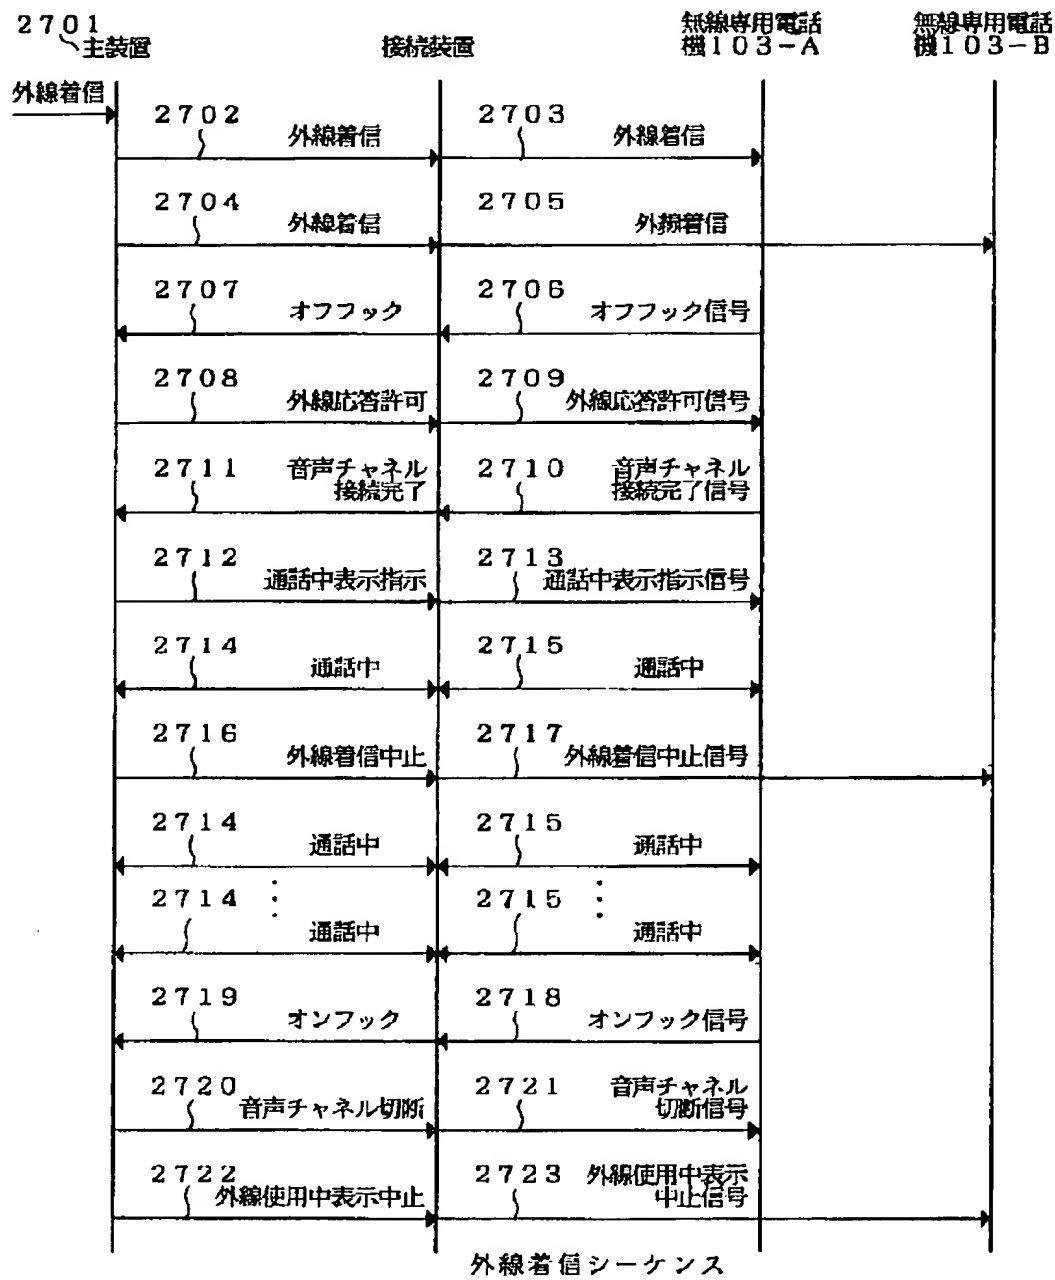 2701
主装置
接続装置
無線専用電話
機103-A
無線専用電話
機103-B
外線着信
2702
外線着信
2703
外線着信
2704
外線着信
2705
外線着信
2707
オフフック
2706
オフフック信号
2708
外線応答許可
2709
外線応答許可信号
2711
音声チャネル
接続完了
2710
音声チャネル
接続完了信号
2712
通話中表示指示
2713
通話中表示指示信号
2714
通話中
2715
通話中
2716
外線着信中止
2717
外線着信中止信号
2714
通話中
2715
通話中
2714
通話中
2715
通話中
2719
オンフック
2718
オンフック信号
2720
音声チャネル切断
2721
音声チャネル
切断信号
2722
外線使用中表示中止
2723
外線使用中表示
中止信号
外線着信シーケンス